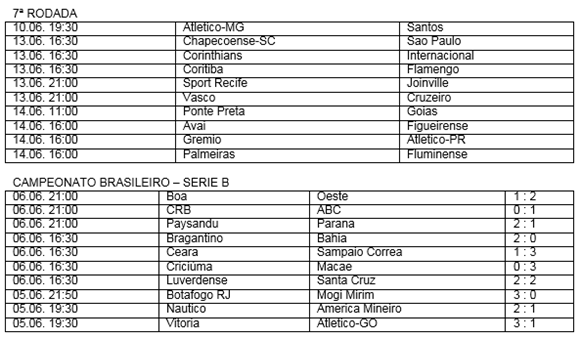 7ª RODADA
10.06. 19:30 Atletico-MG Santos
13.06. 16:30 Chapecoense-SC Sao Paulo
13.06. 16:30 Corinthians Internacional
13.06. 16:30 Coritiba Flamengo
13.06. 21:00 Sport Recife Joinville
13.06. 21:00 Vasco Cruzeiro
14.06. 11:00 Ponte Preta Goias
14.06. 16:00 Avai Figueirense
14.06. 16:00 Gremio Atletico-PR
14.06. 16:00 Palmeiras Fluminense
CAMPEONATO BRASILEIRO – SERIE B
06.06. 21:00 Boa Oeste 1 : 2
06.06. 21:00 CRB ABC 0 : 1
06.06. 21:00 Paysandu Parana 2 : 1
06.06. 16:30 Bragantino Bahia 2 : 0
06.06. 16:30 Ceara Sampaio Correa 1 : 3
06.06. 16:30 Criciúma Macae 0 : 3
06.06. 16:30 Luverdense Santa Cruz 2 : 2
05.06. 21:50 Botafogo RJ Mogi Mirim 3 : 0
05.06. 19:30 Nautico America Mineiro 2 : 1
05.06. 19:30 Vitoria Atletico-GO 3 : 1